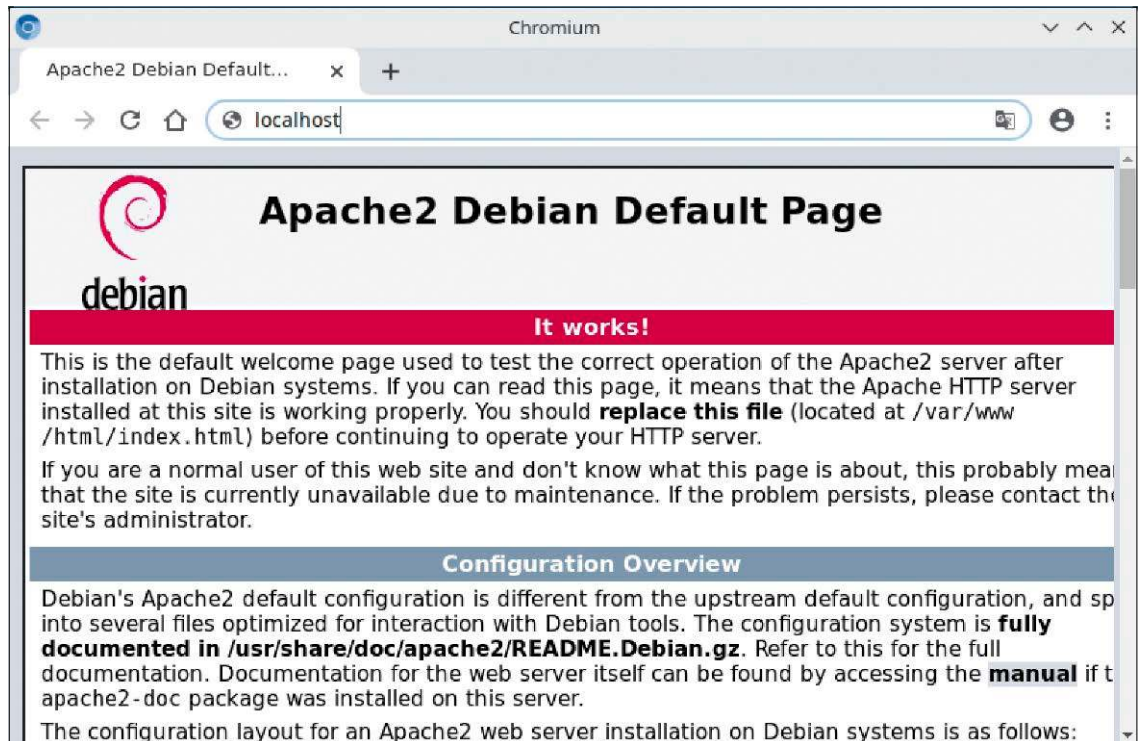 Chromium
Apache2 Debian Default...
localhost
debian
Apache2 Debian Default Page
It works!
This is the default welcome page used to test the correct operation of the Apache2 server after
installation on Debian systems. If you can read this page, it means that the Apache HTTP server
installed at this site is working properly. You should replace this file (located at /var/www
/html/index.html) before continuing to operate your HTTP server.
If you are a normal user of this web site and don't know what this page is about, this probably mea
that the site is currently unavailable due to maintenance. If the problem persists, please contact the
site's administrator.
Configuration Overview
Debian's Apache2 default configuration is different from the upstream default configuration, and sp
into several files optimized for interaction with Debian tools. The configuration system is fully
documented in /usr/share/doc/apache2/README.Debian.gz. Refer to this for the full
documentation. Documentation for the web server itself can be found by accessing the manual if t
apache2-doc package was installed on this server.
The configuration layout for an Apache2 web server installation on Debian systems is as follows: